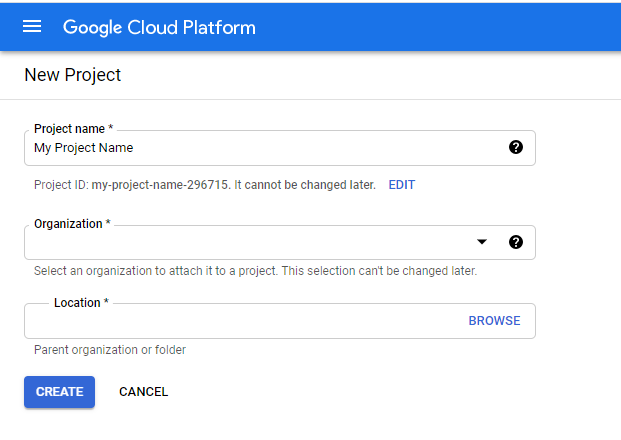 Google Cloud Platform
New Project
Project name *
My Project Name
Project ID: my-project-name-296715. It cannot be changed later. EDIT
Organization *
Select an organization to attach it to a project. This selection can't be changed later.
Location *
BROWSE
Parent organization or folder
CREATE CANCEL